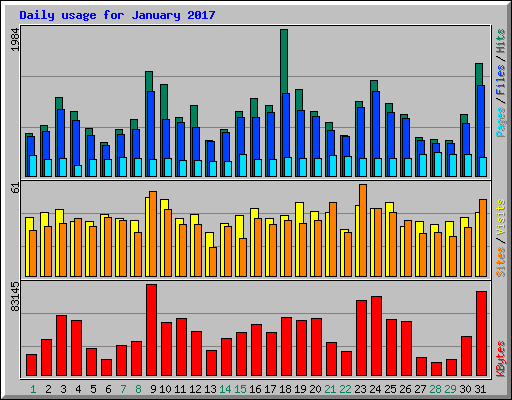 Daily usage for January 2017
1984
Pages / Files / Hits
61
Sites / Visits
83145
KBytes
1 2 3 4 5 6 7 8 9 10 11 12 13 14 15 16 17 18 19 20 21 22 23 24 25 26 27 28 29 30 31